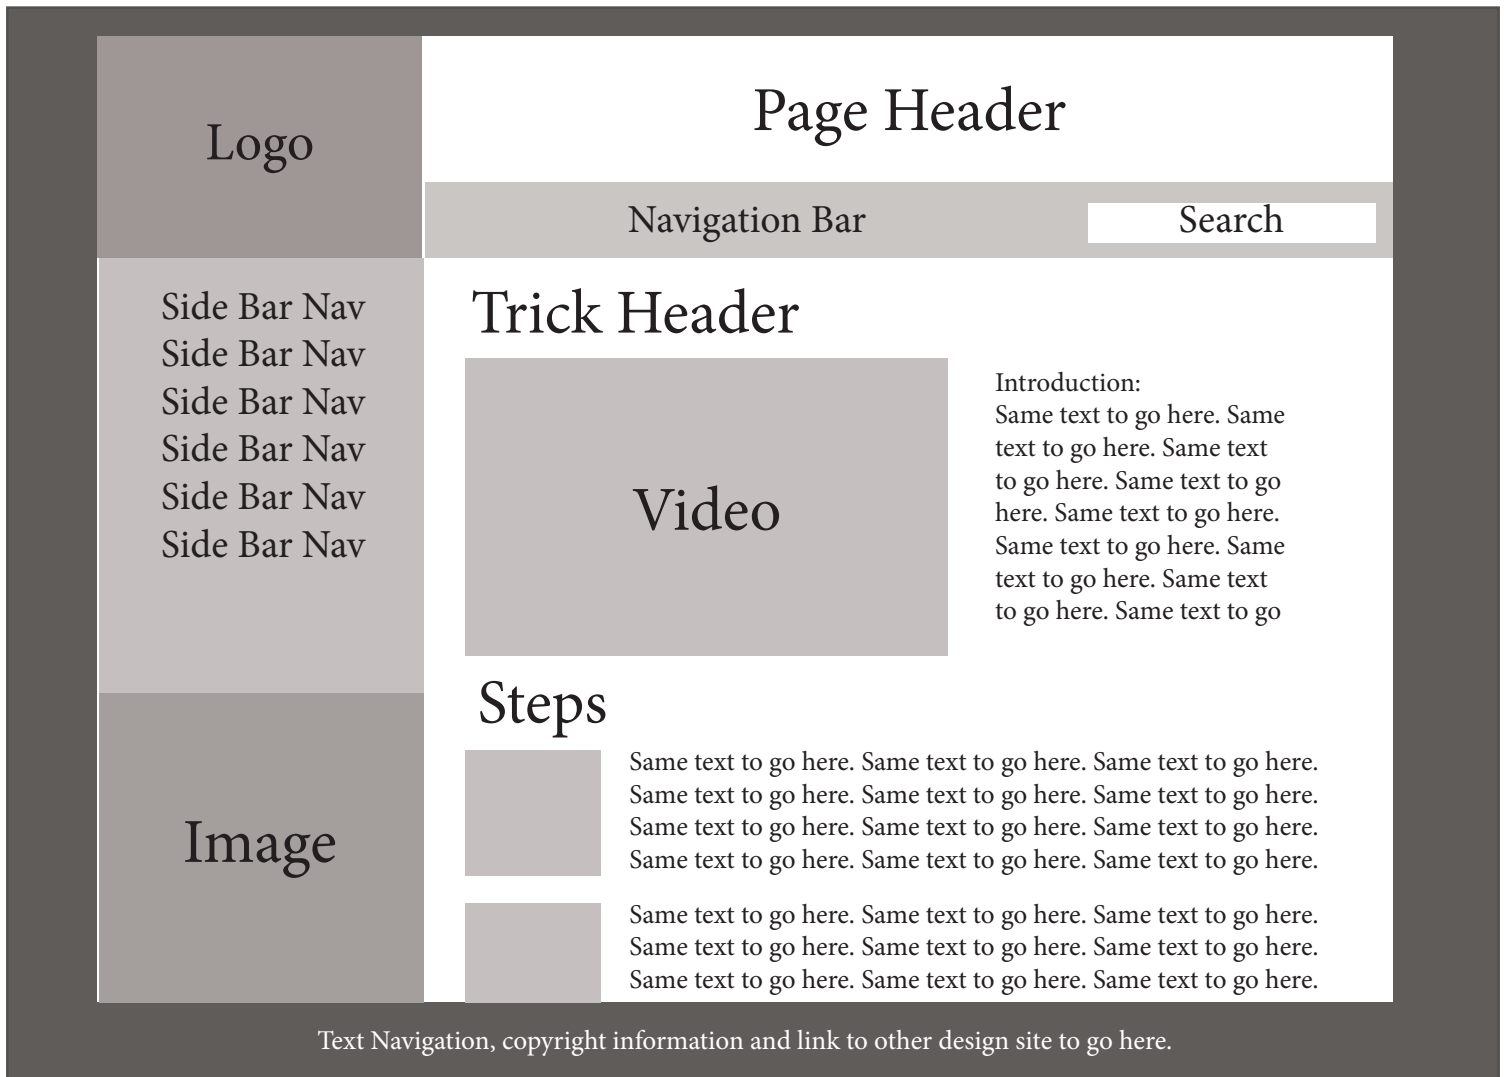 Logo
Page Header
Navigation Bar
Search
Side Bar Nav
Side Bar Nav
Side Bar Nav
Side Bar Nav
Side Bar Nav
Side Bar Nav
Image
Trick Header
Video
Introduction:
Same text to go here. Same
text to go here. Same text
to go here. Same text to go
here. Same text to go here.
Same text to go here. Same
text to go here. Same text
to go here. Same text to go
Steps
Same text to go here. Same text to go here. Same text to go here.
Same text to go here. Same text to go here. Same text to go here.
Same text to go here. Same text to go here. Same text to go here.
Same text to go here. Same text to go here. Same text to go here.
Same text to go here. Same text to go here. Same text to go here.
Same text to go here. Same text to go here. Same text to go here.
Same text to go here. Same text to go here. Same text to go here.
Text Navigation, copyright information and link to other design site to go here.